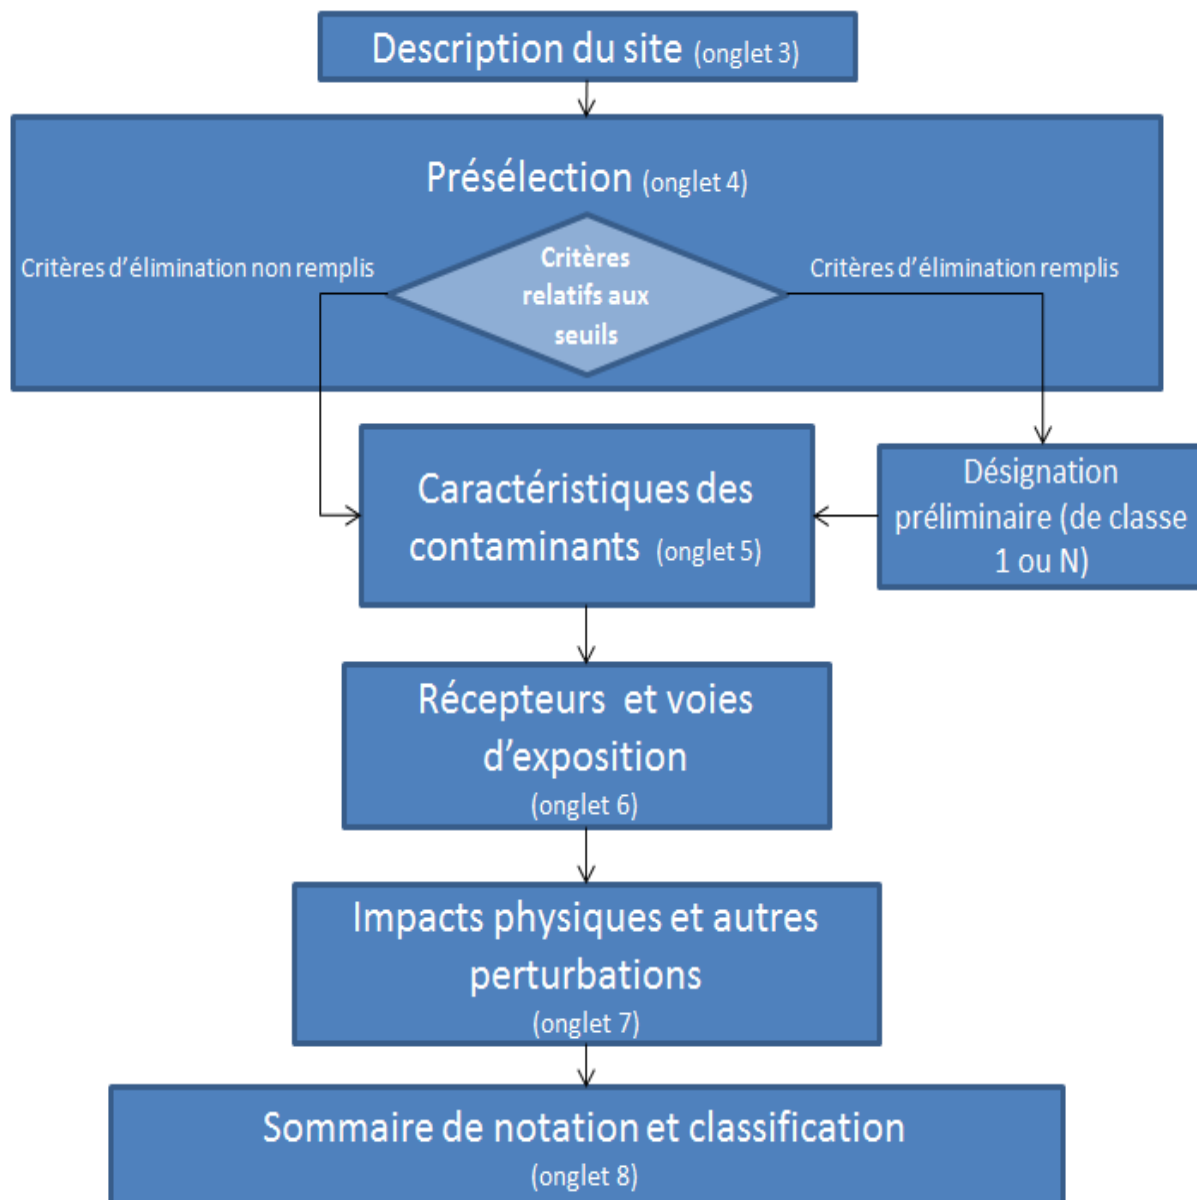 Description du site (onglet 3)
Présélection (onglet 4)
Critères d'élimination non remplis
Critères
relatifs aux
seuils
Critères d'élimination remplis
Caractéristiques des
contaminants (onglet 5)
Désignation
préliminaire (de classe
1 ou N)
Récepteurs et voies
d'exposition
(onglet 6)
Impacts physiques et autres
perturbations
(onglet 7)
Sommaire de notation et classification
(onglet 8)